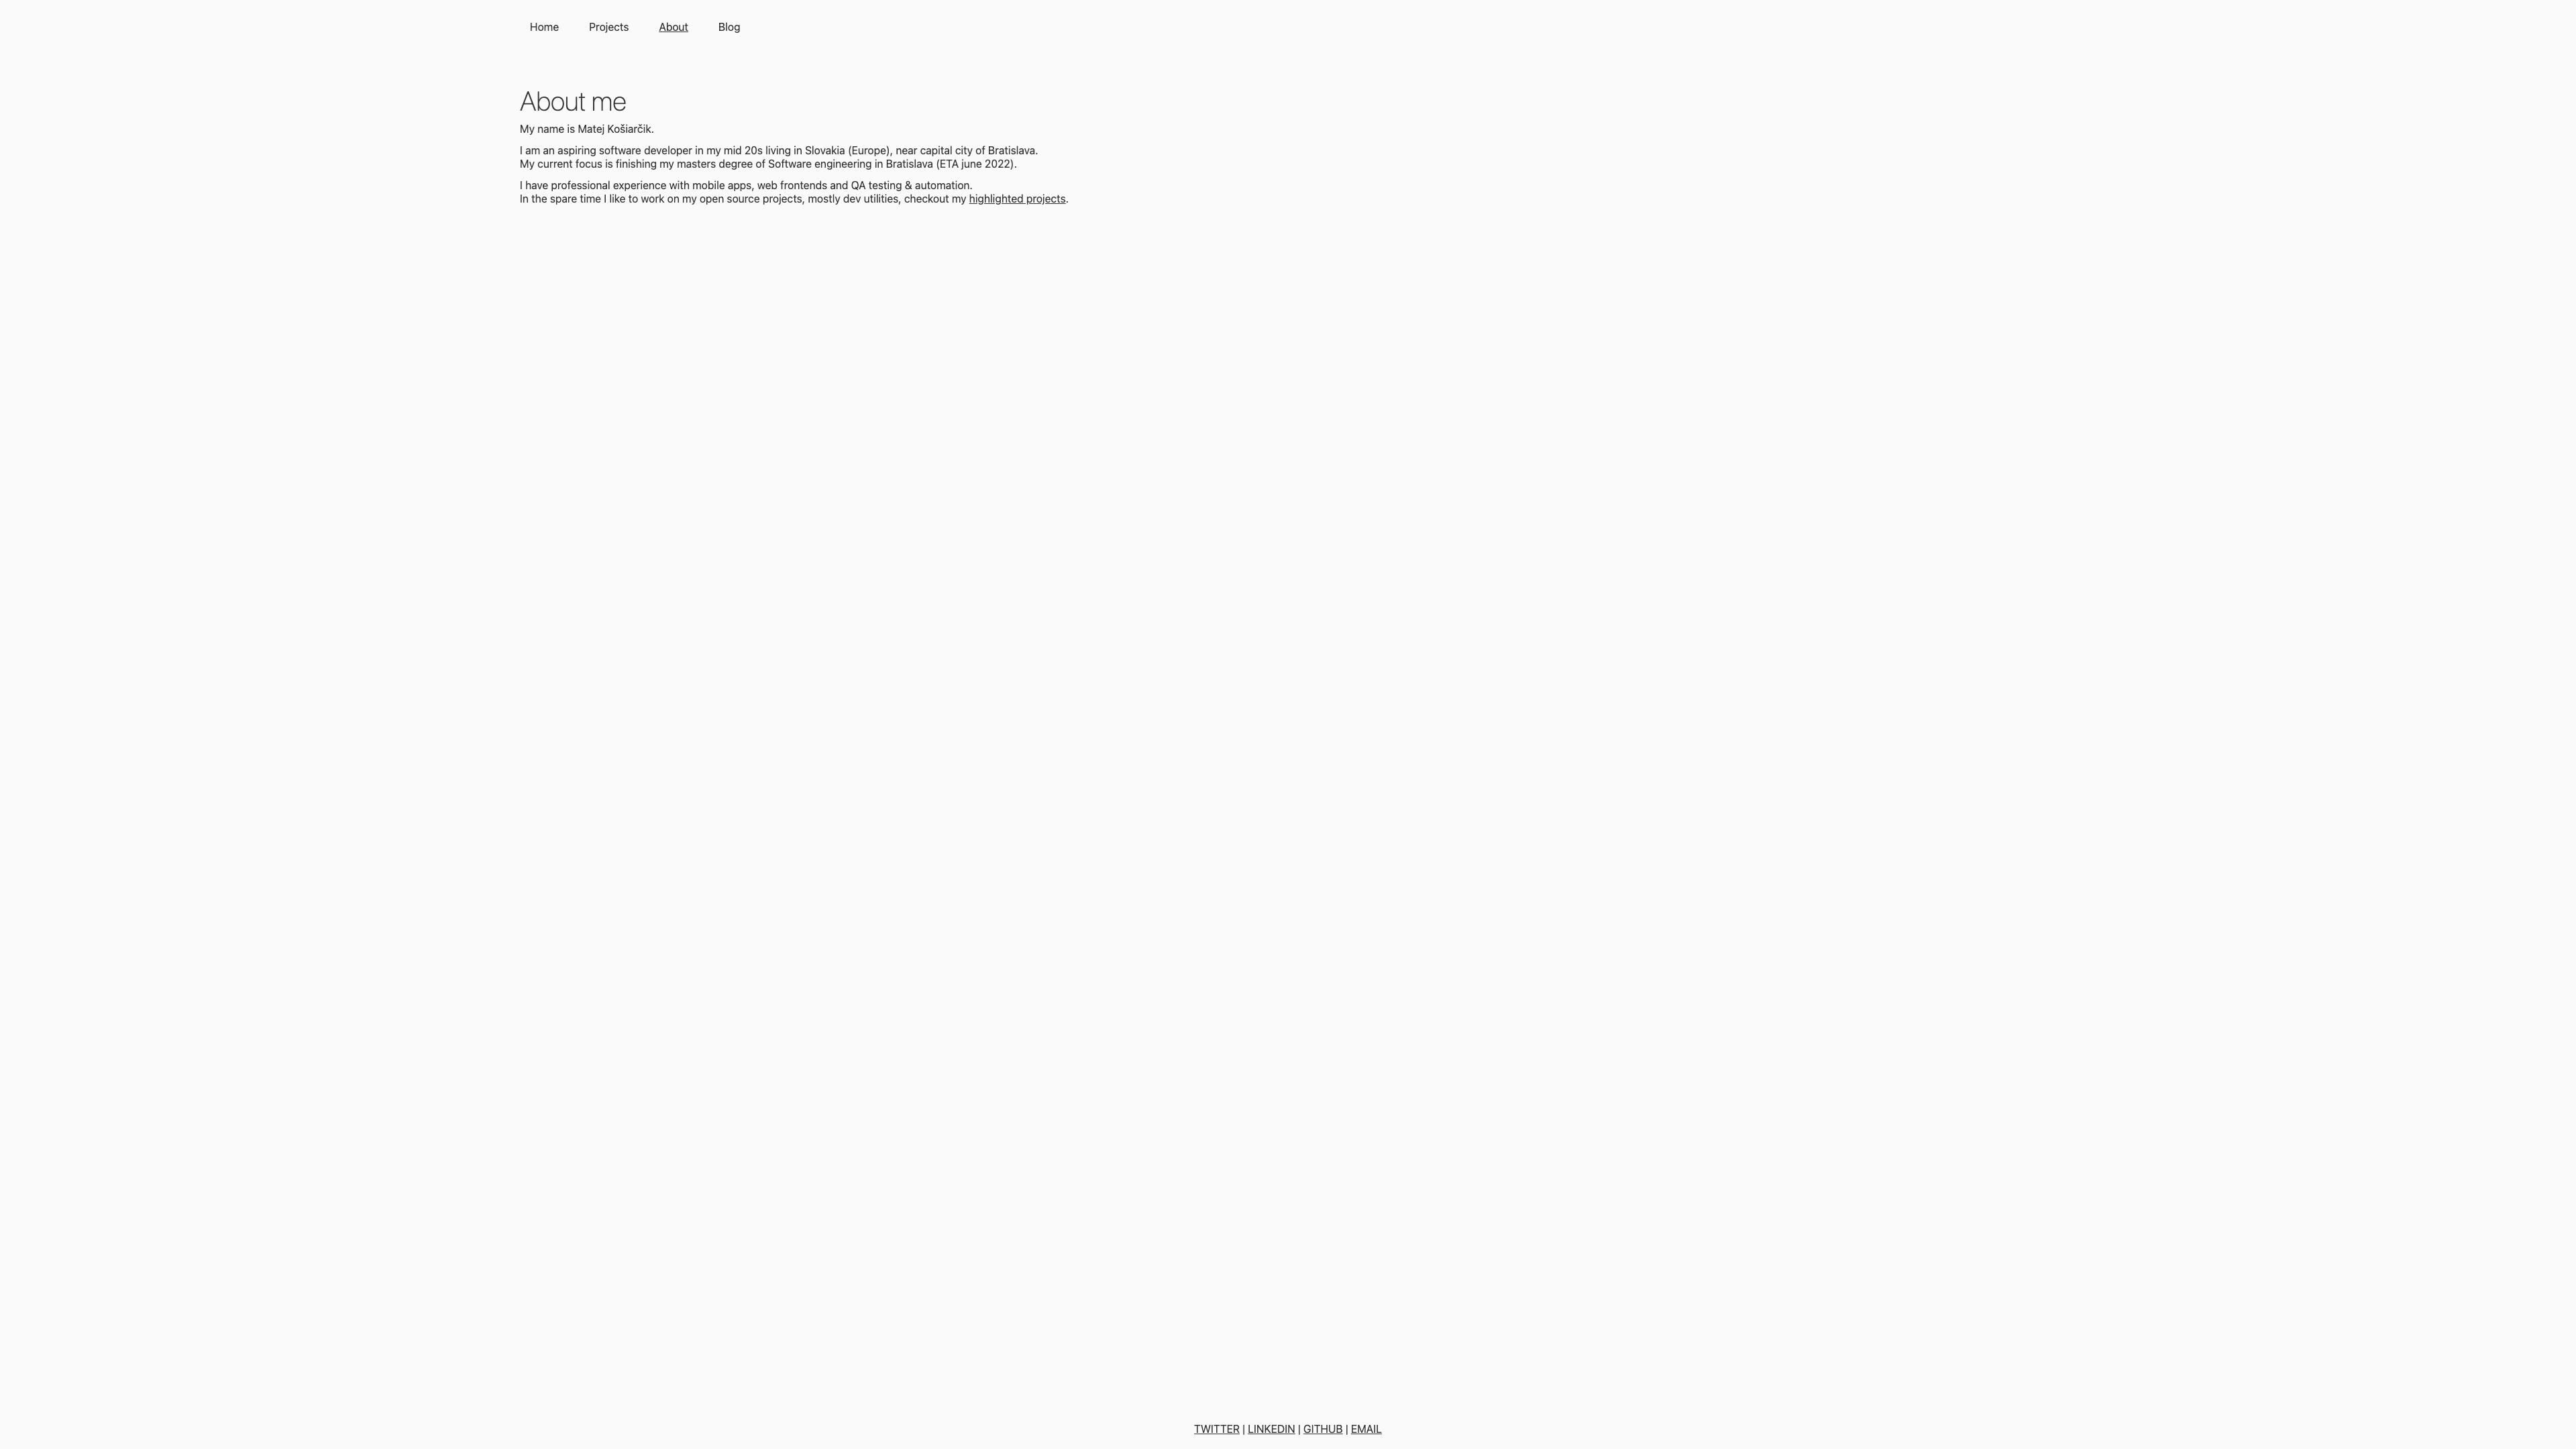 Home Projects About Blog
About me
My name is Matej Košiarčik.
I am an aspiring software developer in my mid 20s living in Slovakia (Europe), near capital city of Bratislava.
My current focus is finishing my masters degree of Software engineering in Bratislava (ETA june 2022).
I have professional experience with mobile apps, web frontends and QA testing & automation.
In the spare time I like to work on my open source projects, mostly dev utilities, checkout my highlighted projects.
TWITTER | LINKEDIN | GITHUB | EMAIL